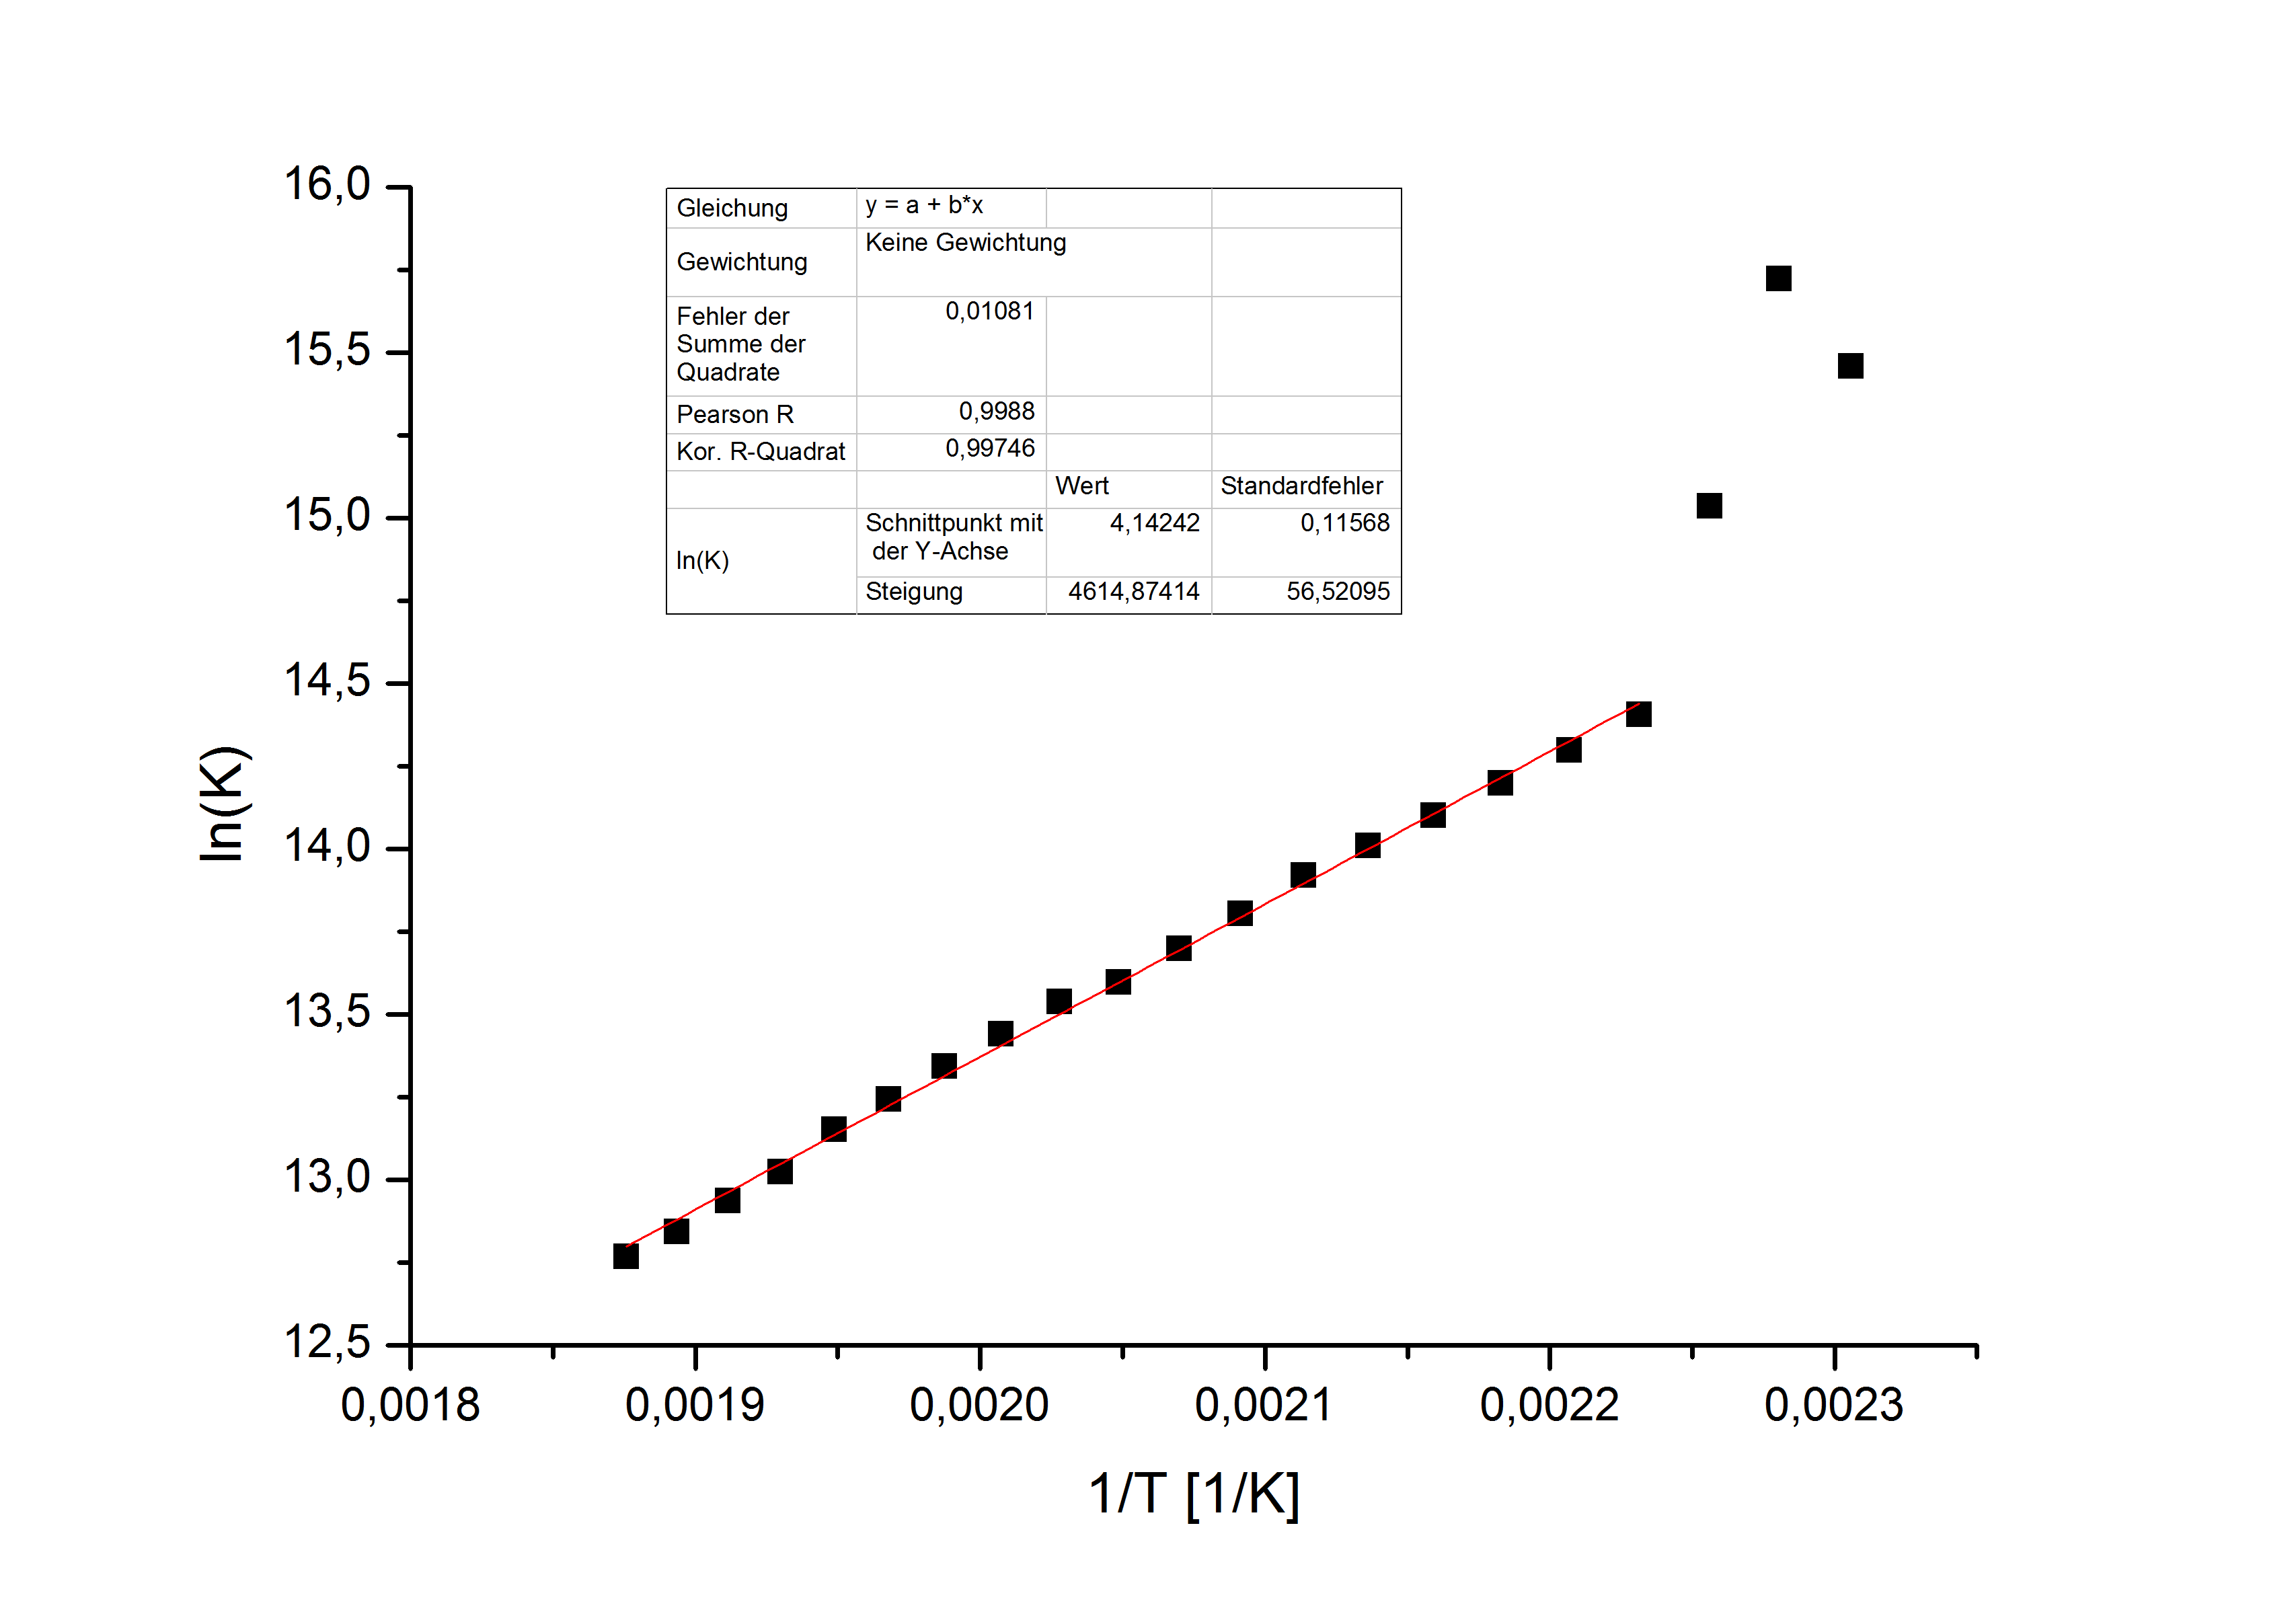 16,0
15,5
15,0
14,5
14,0
13,5
13,0
12,5
ln(K)
Gleichung y = a + b*x
Gewichtung Keine Gewichtung
Fehler der
Summe der
Quadrate
0,01081
Pearson R 0,9988
Kor. R-Quadrat 0,99746
Wert Standardfehler
ln(K)
Schnittpunkt mit
der Y-Achse
4,14242 0,11568
Steigung 4614,87414 56,52095
0,0018 0,0019 0,0020 0,0021 0,0022 0,0023
1/T [1/K]